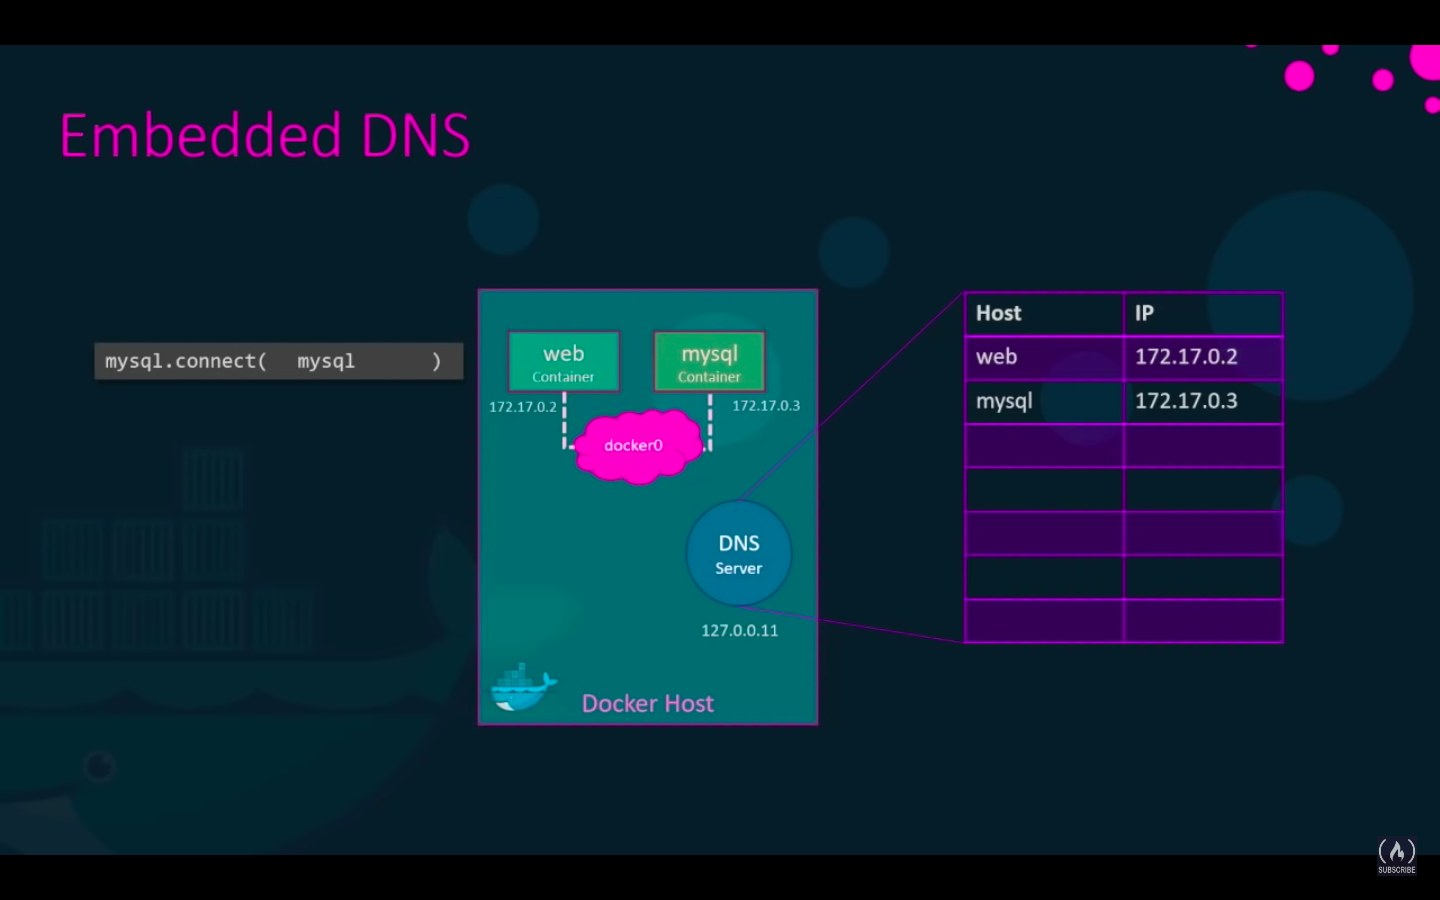 Embedded DNS
mysql.connect( mysql )
web
Container
172.17.0.2
mysql
Container
172.17.0.3
docker0
DNS
Server
127.0.0.11
Docker Host
Host IP
web 172.17.0.2
mysql 172.17.0.3
SUBSCRIBE